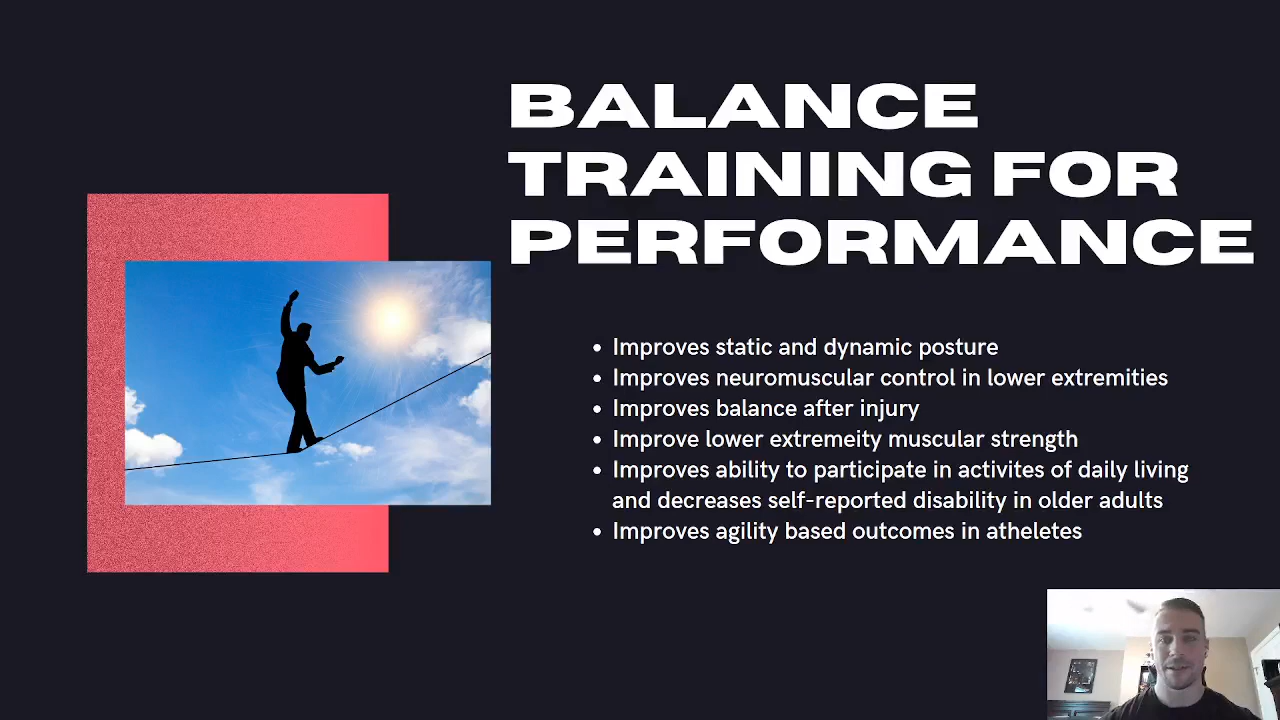 BALANCE
TRAINING FOR
PERFORMANCE
• Improves static and dynamic posture
• Improves neuromuscular control in lower extremities
• Improves balance after injury
• Improve lower extremeity muscular strength
• Improves ability to participate in activites of daily living
and decreases self-reported disability in older adults
• Improves agility based outcomes in atheletes